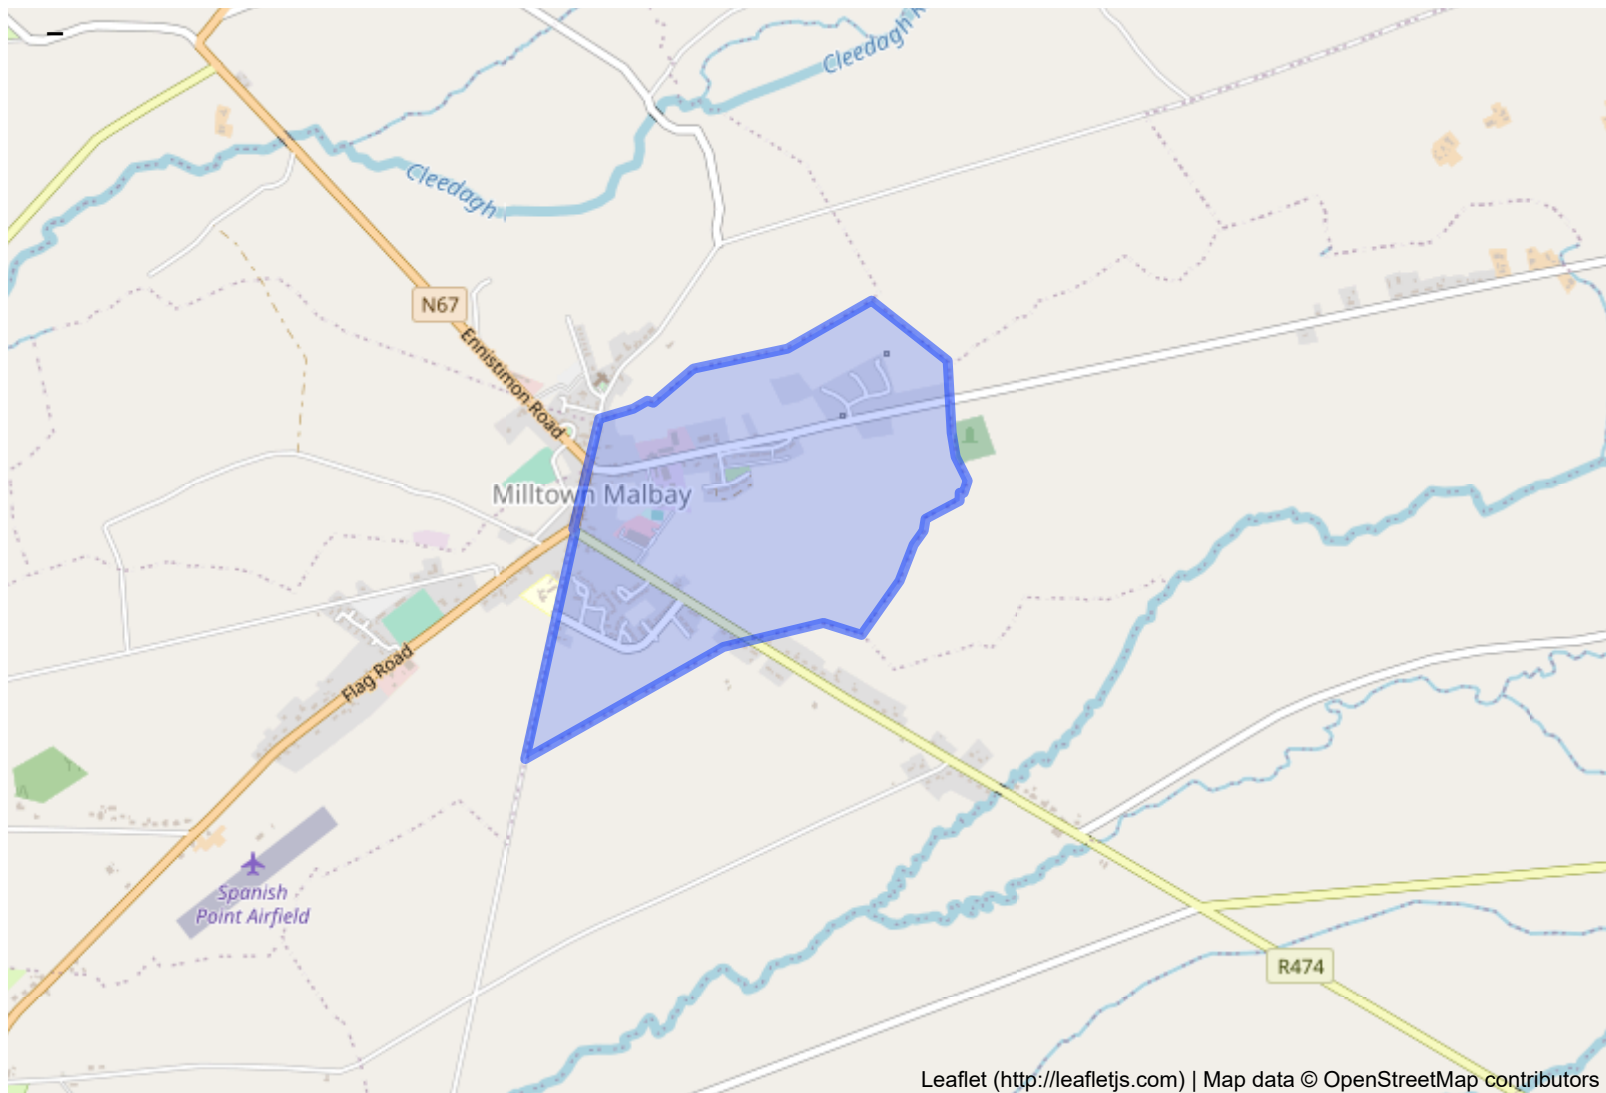 –
Cleedagh R
Cleedagh
N67
Ennistimon Road
Milltown Malbay
Flag Road
Spanish
Point Airfield
R474
Leaflet (http://leafletjs.com) | Map data © OpenStreetMap contributors